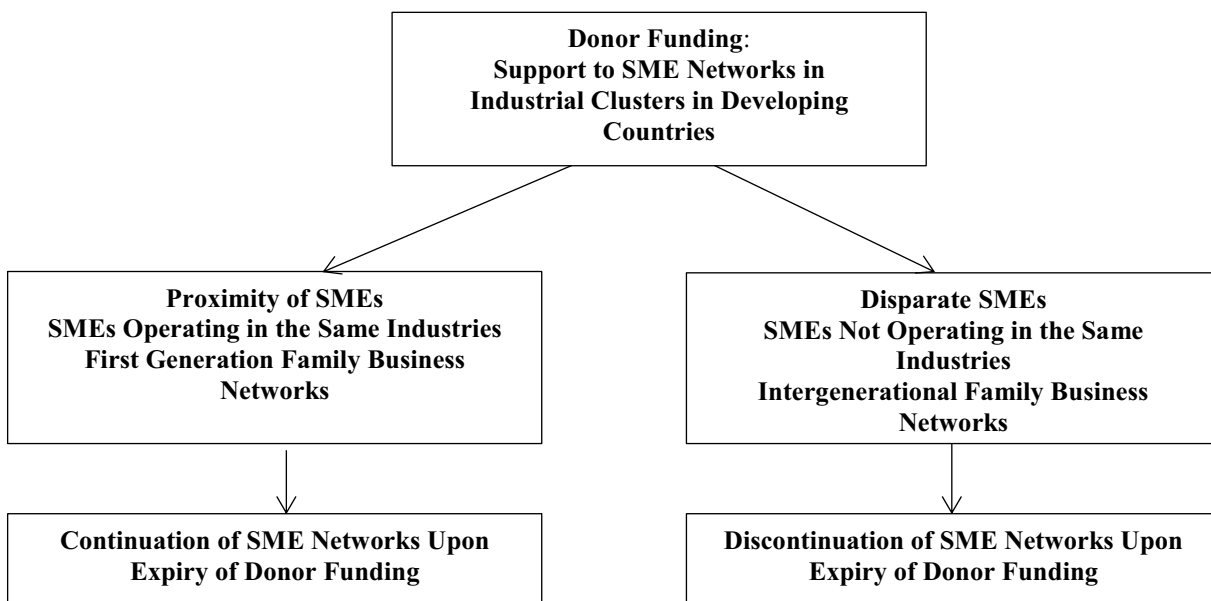 Donor Funding:
Support to SME Networks in
Industrial Clusters in Developing
Countries
Proximity of SMEs
SMEs Operating in the Same Industries
First Generation Family Business
Networks
Disparate SMEs
SMEs Not Operating in the Same
Industries
Intergenerational Family Business
Networks
Continuation of SME Networks Upon
Expiry of Donor Funding
Discontinuation of SME Networks Upon
Expiry of Donor Funding